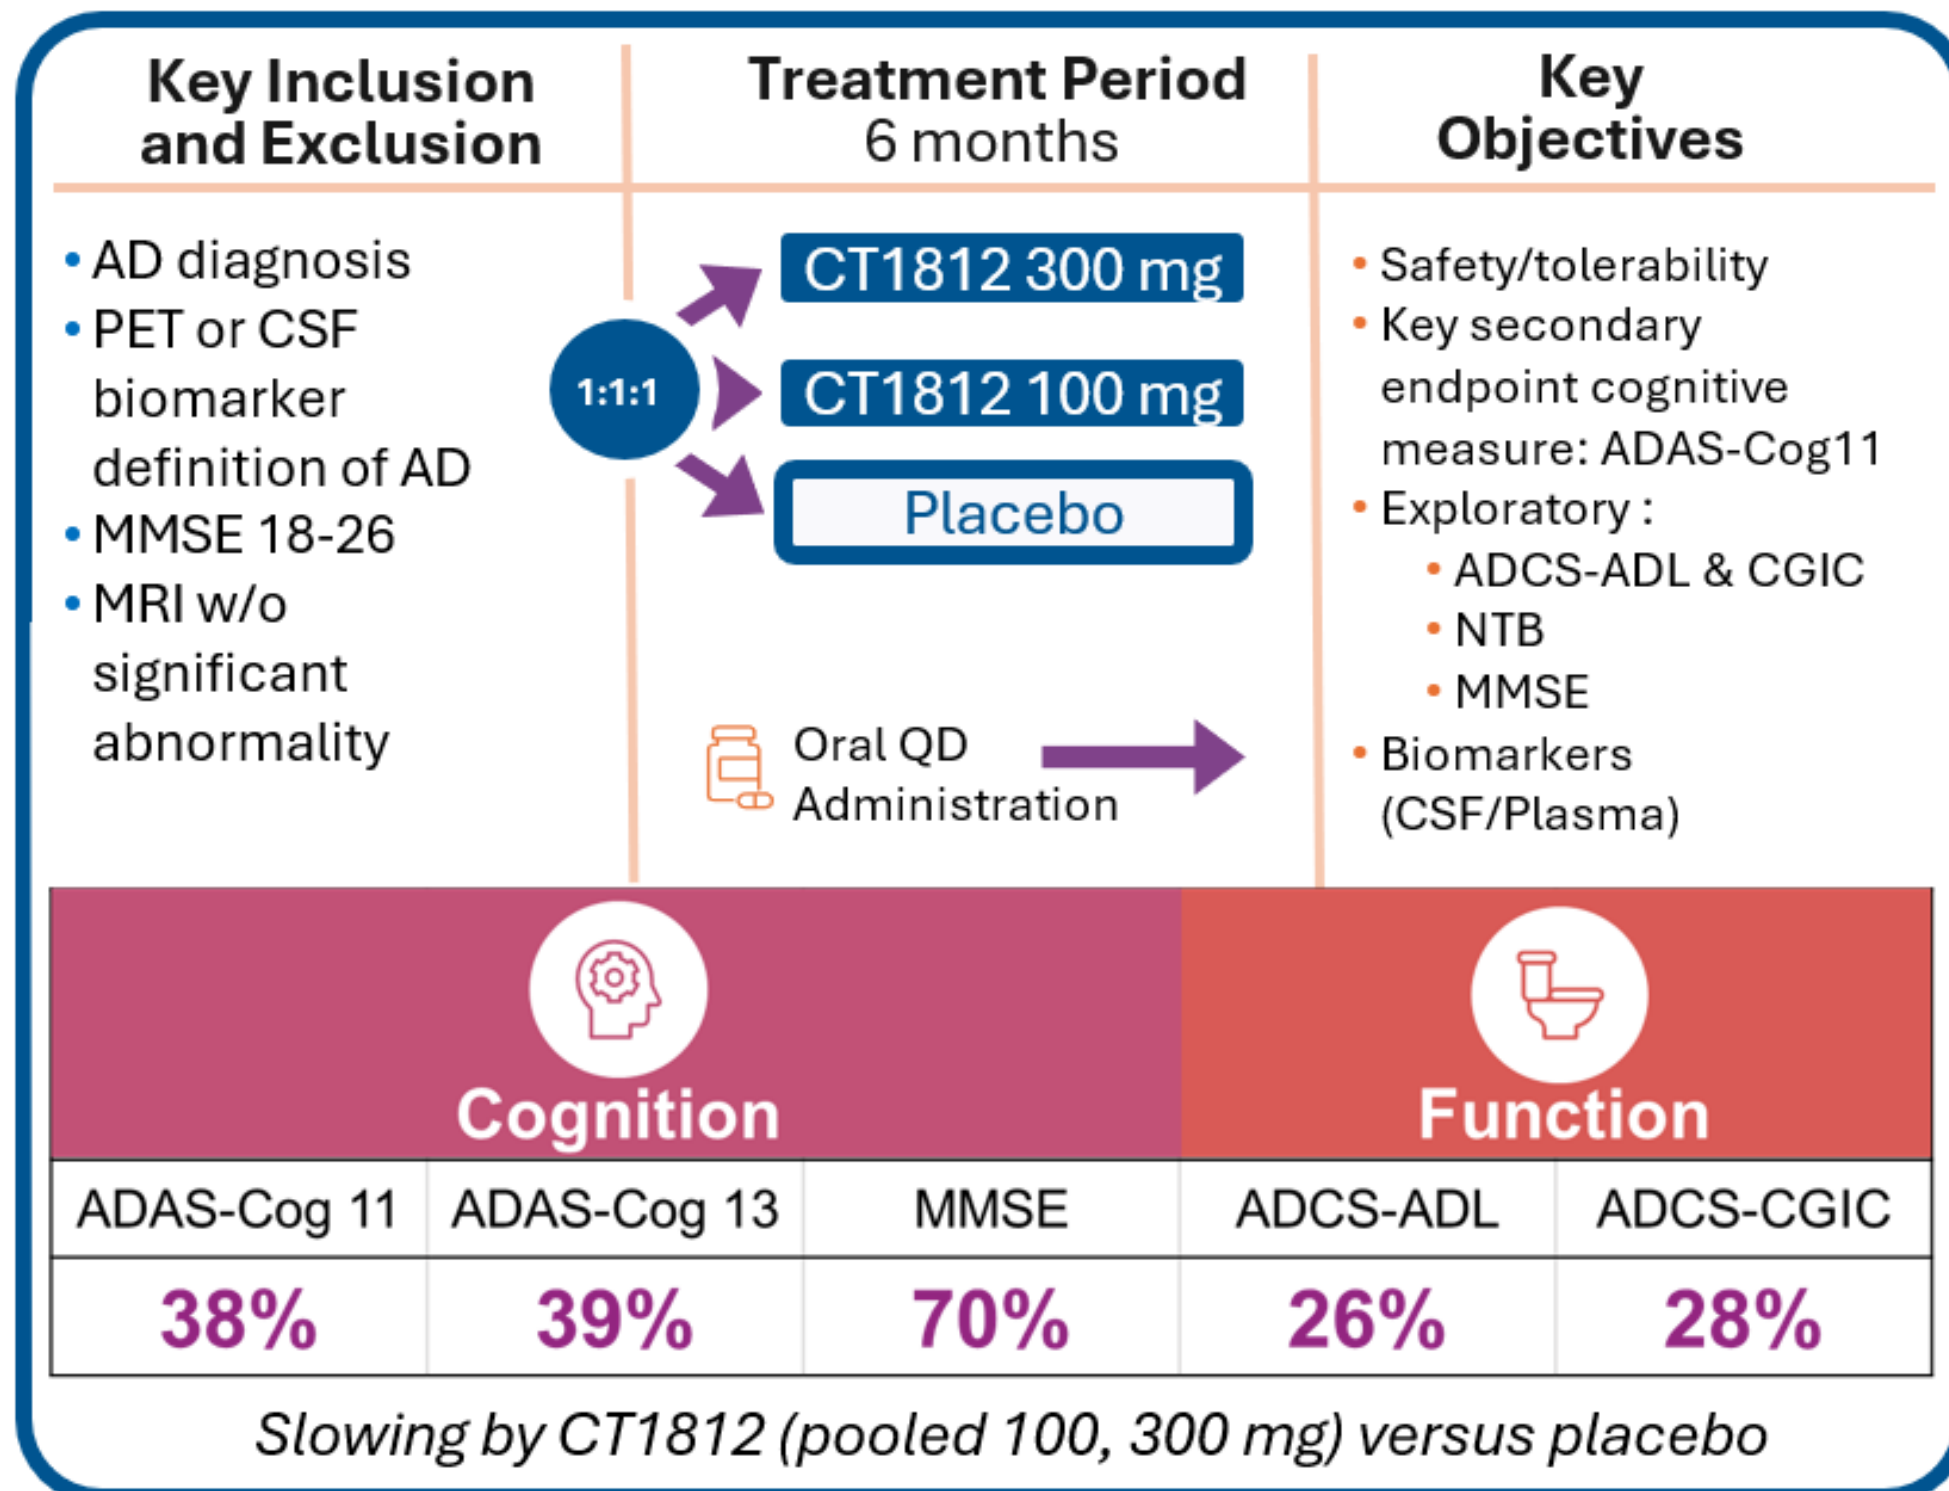 Key Inclusion
and Exclusion
Treatment Period
6 months
Key
Objectives
• AD diagnosis
• PET or CSF
biomarker
definition of AD
• MMSE 18-26
• MRI w/o
significant
abnormality
1:1:1
CT1812 300 mg
CT1812 100 mg
Placebo
Oral QD
Administration
• Safety/tolerability
• Key secondary
endpoint cognitive
measure: ADAS-Cog11
• Exploratory :
• ADCS-ADL & CGIC
• NTB
• MMSE
• Biomarkers
(CSF/Plasma)
Cognition
Function
ADAS-Cog 11
ADAS-Cog 13
MMSE
ADCS-ADL
ADCS-CGIC
38%
39%
70%
26%
28%
Slowing by CT1812 (pooled 100, 300 mg) versus placebo